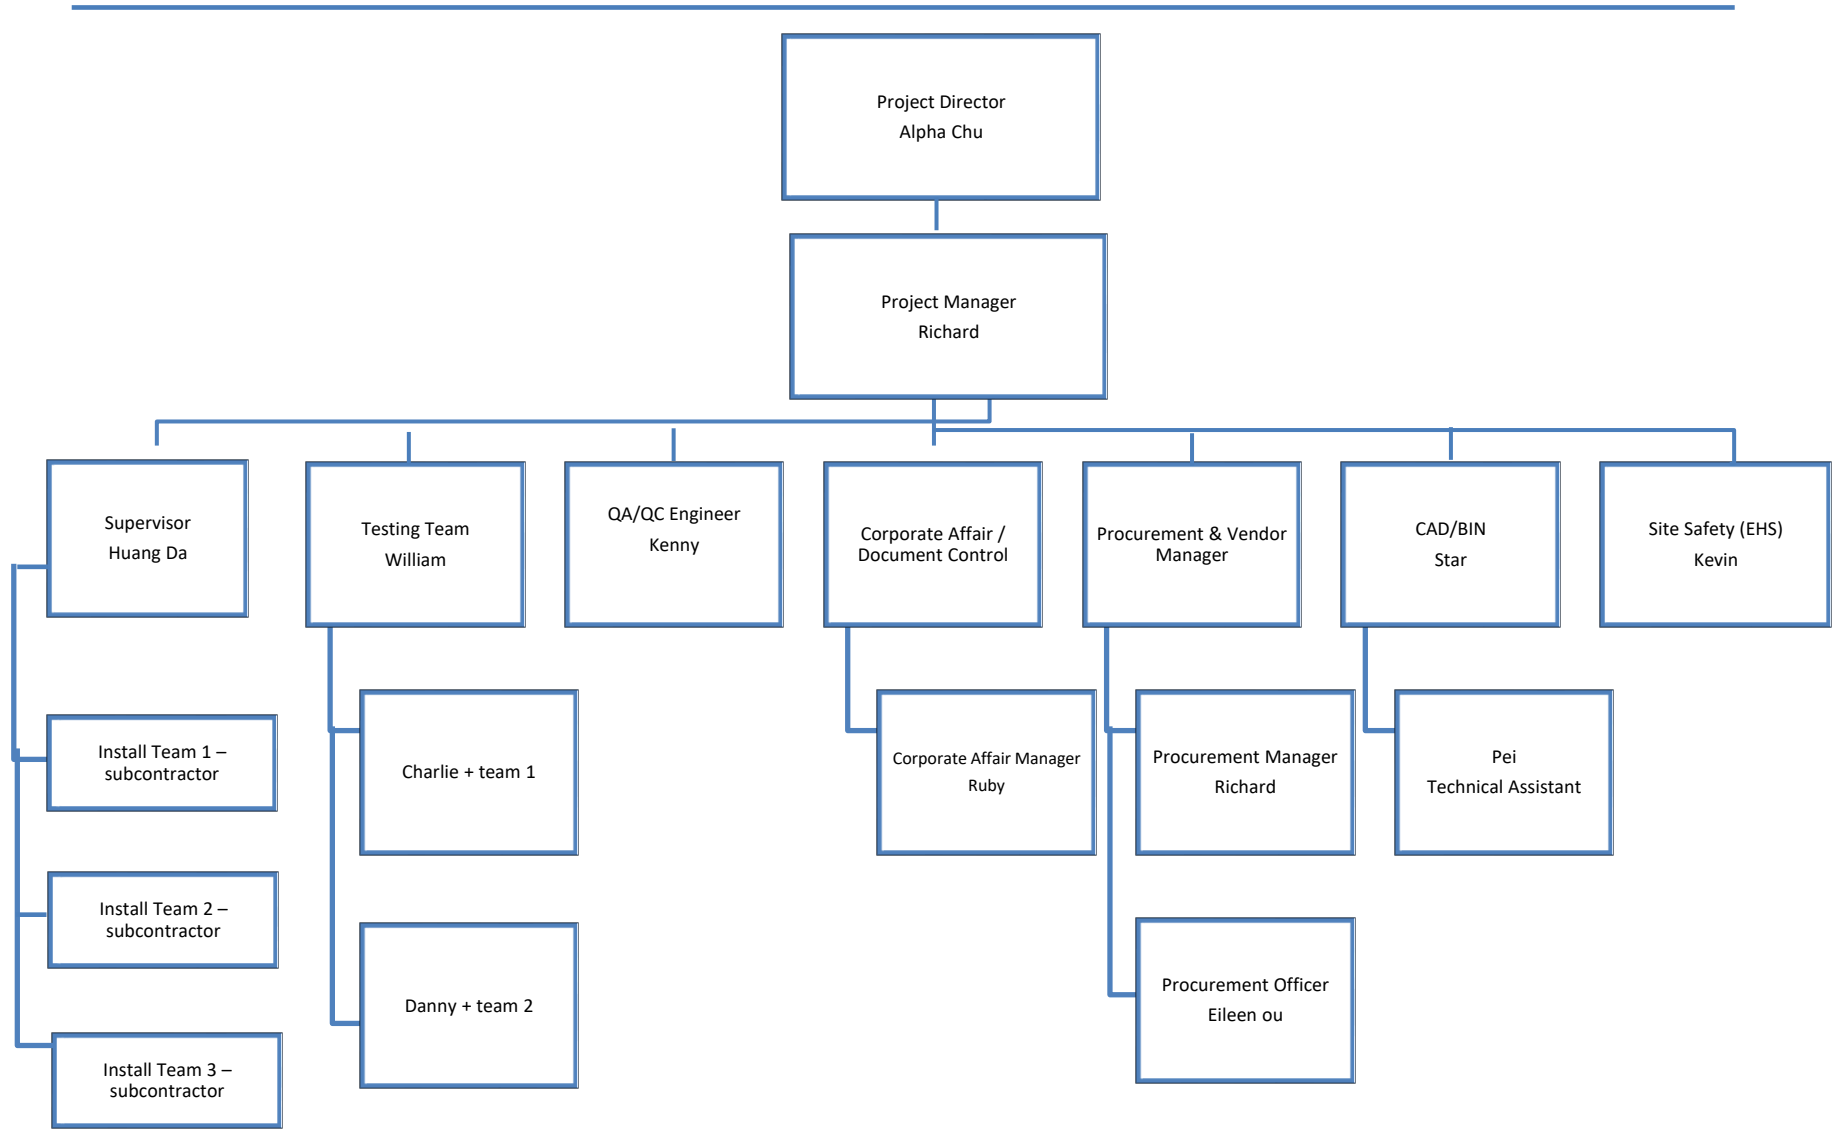 Project Director
Alpha Chu
Project Manager
Richard
Supervisor
Huang Da
Testing Team
William
QA/QC Engineer
Kenny
Corporate Affair /
Document Control
Procurement & Vendor
Manager
CAD/BIN
Star
Site Safety (EHS)
Kevin
Install Team 1 –
subcontractor
Charlie + team 1
Corporate Affair Manager
Ruby
Procurement Manager
Richard
Pei
Technical Assistant
Install Team 2 –
subcontractor
Danny + team 2
Procurement Officer
Eileen ou
Install Team 3 –
subcontractor